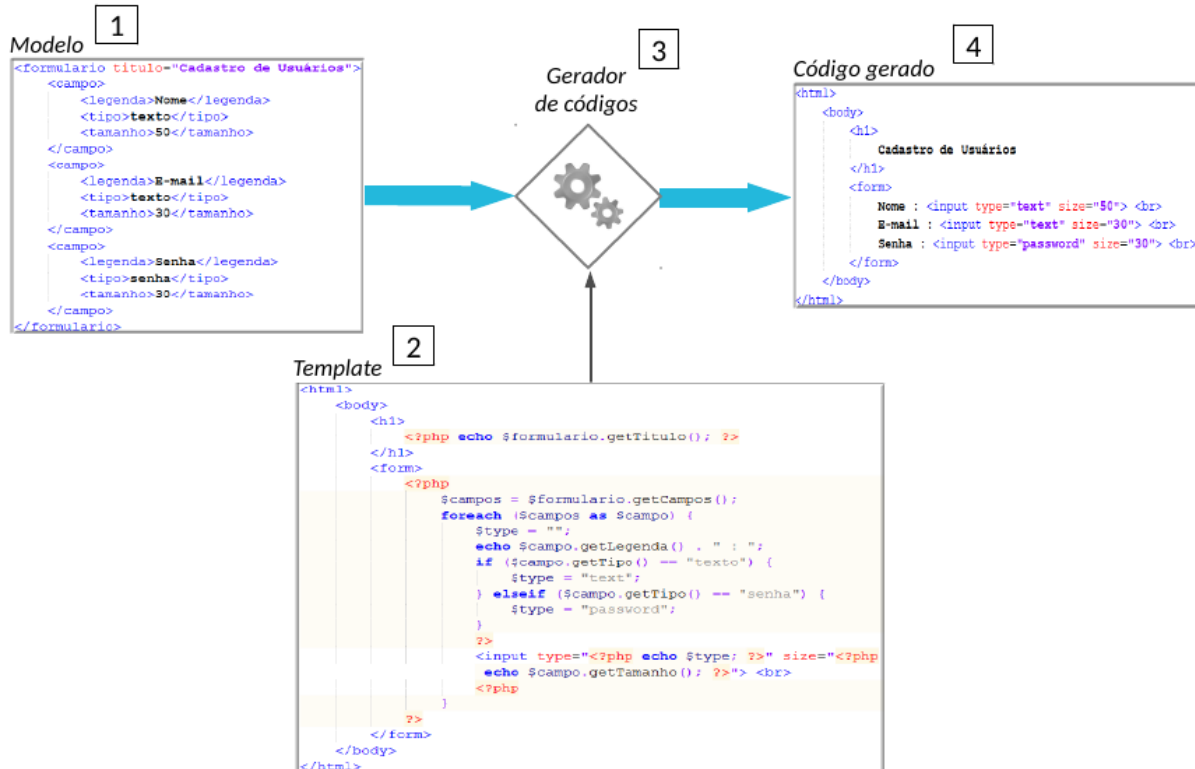 1
Modelo
<formulario titulo="Cadastro de Usuários">
<campo>
<legenda>Nome</legenda>
<tipo>texto</tipo>
<tamanho>50</tamanho>
</campo>
<campo>
<legenda>E-mail</legenda>
<tipo>texto</tipo>
<tamanho>30</tamanho>
</campo>
<campo>
<legenda>Senha</legenda>
<tipo>senha</tipo>
<tamanho>30</tamanho>
</campo>
</formulario>
2
Template
<html>
<body>
<h1>
<?php echo $formulario.getTitulo(); ?>
</h1>
<form>
<?php
$campos = $formulario.getCampos();
foreach ($campos as $campo) {
$type = "";
echo $campo.getLegenda() . " : ";
if ($campo.getTipo() == "texto") {
$type = "text";
} elseif ($campo.getTipo() == "senha") {
$type = "password";
}
?>
<input type="<?php echo $type; ?>" size="<?php
echo $campo.getTamanho(); ?>"> <br>
<?php
}
?>
</form>
</body>
</html>
3
Gerador
de códigos
4
Código gerado
<html>
<body>
<h1>
Cadastro de Usuários
</h1>
<form>
Nome : <input type="text" size="50"> <br>
E-mail : <input type="text" size="30"> <br>
Senha : <input type="password" size="30"> <br>
</form>
</body>
</html>